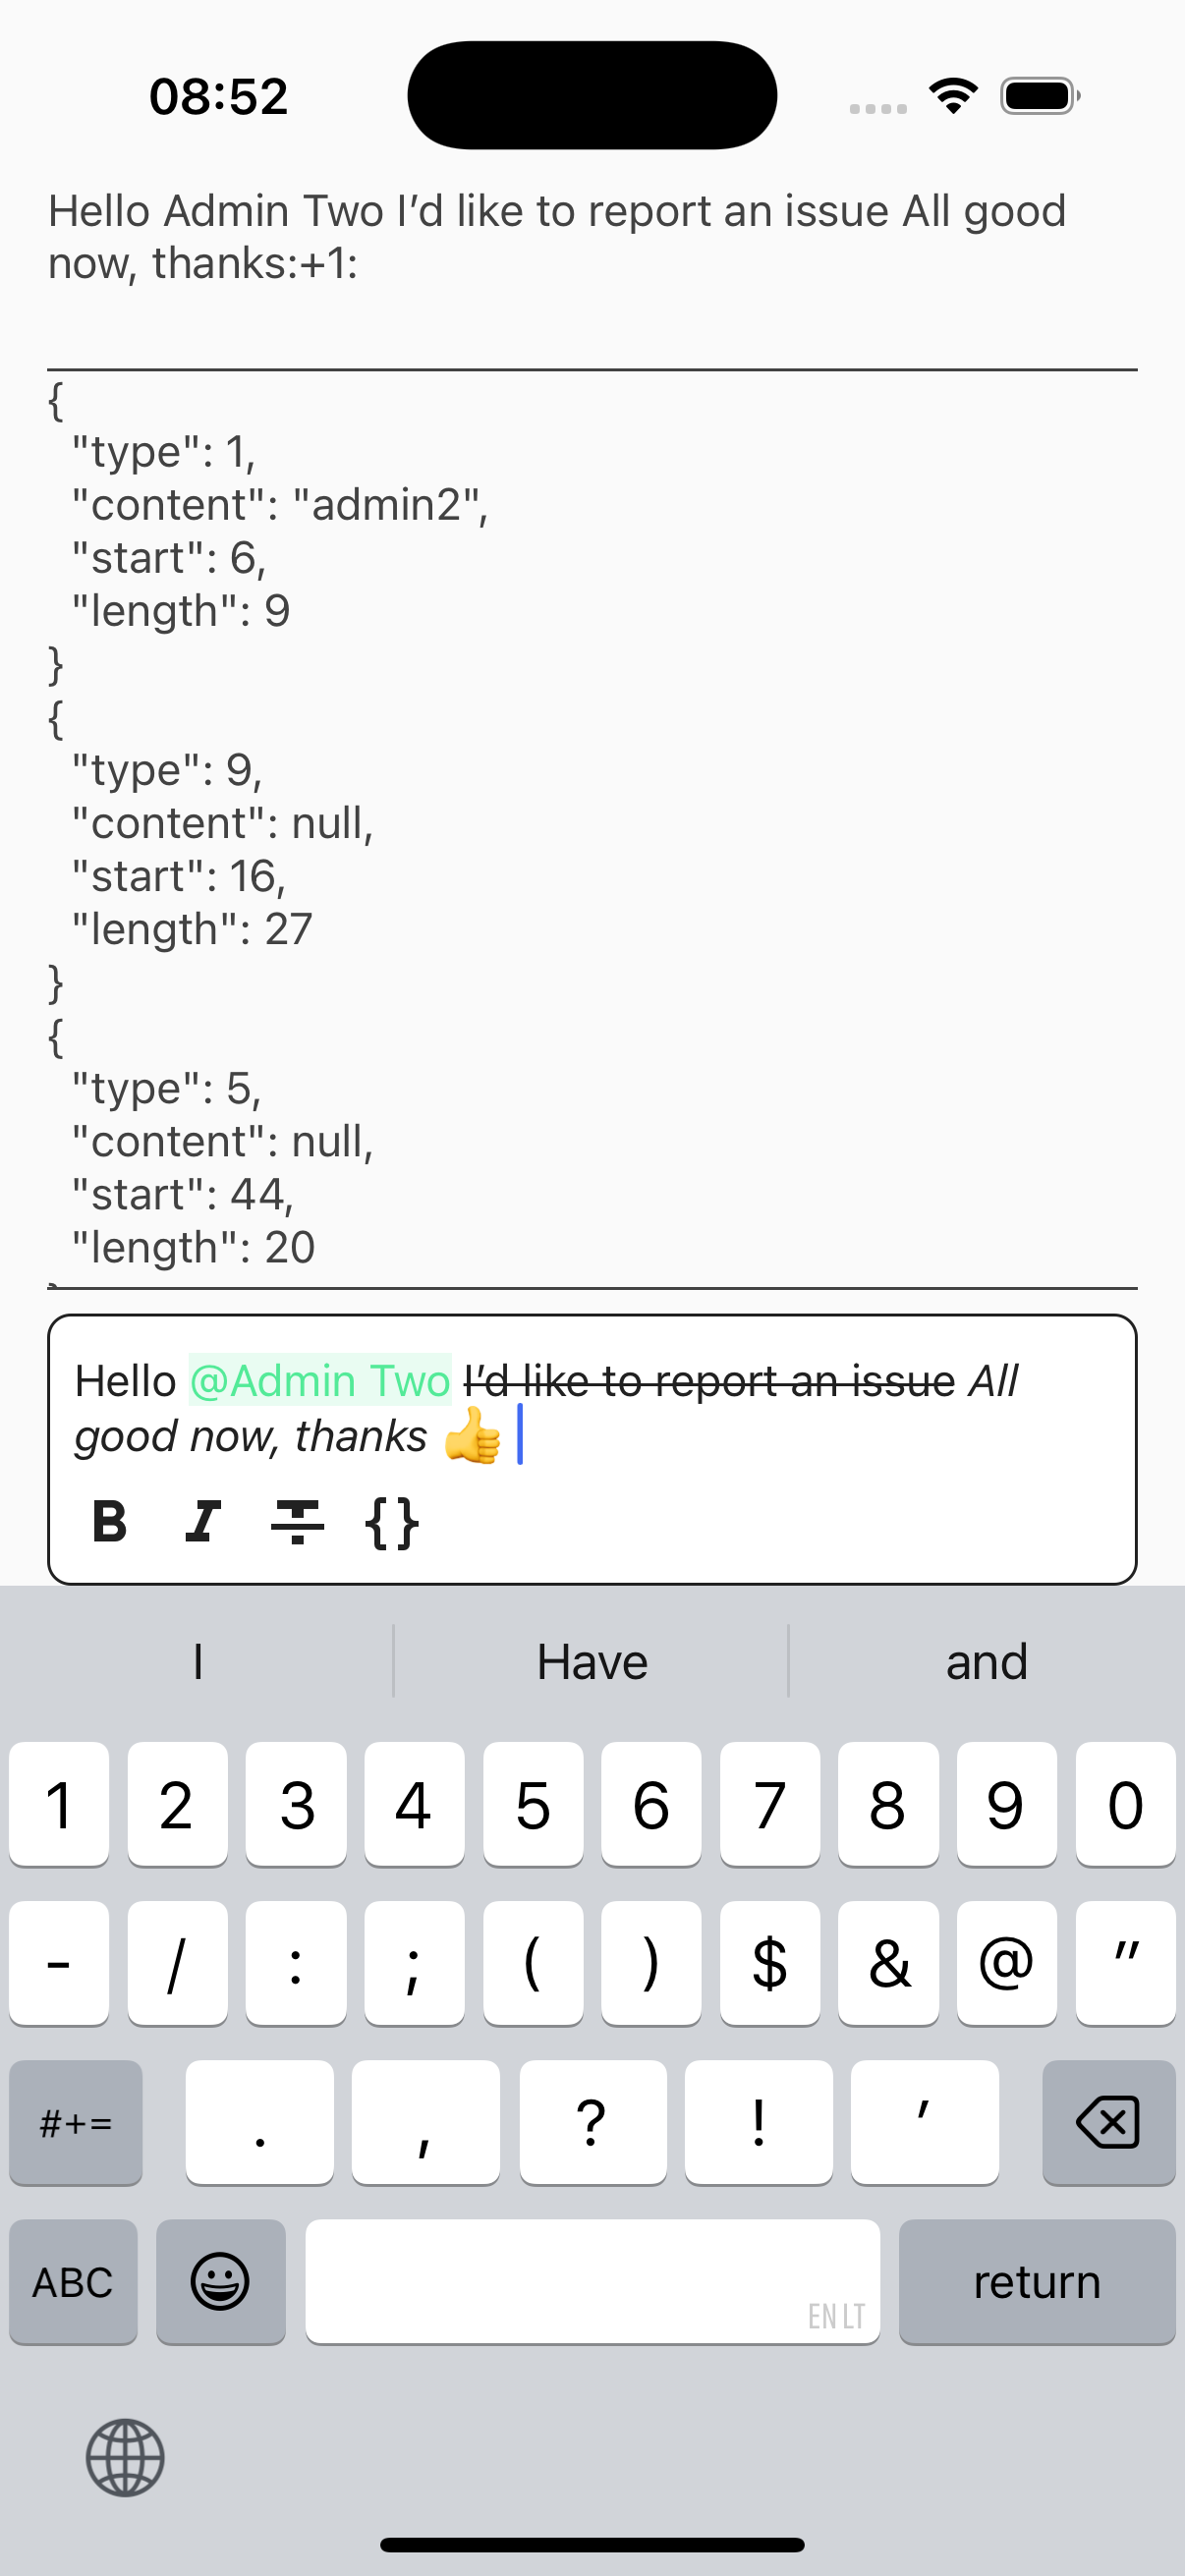 08:52
Hello Admin Two I’d like to report an issue All good
now, thanks:+1:
{
"type": 1,
"content": "admin2",
"start": 6,
"length": 9
}
{
"type": 9,
"content": null,
"start": 16,
"length": 27
}
{
"type": 5,
"content": null,
"start": 44,
"length": 20
Hello @Admin Two I’d like to report an issue All
good now, thanks 👍
B I T {}
I Have and
1 2 3 4 5 6 7 8 9 0
- / : ; ( ) $ & @ "
#+= . , ? ! ’
ABC return
EN LT